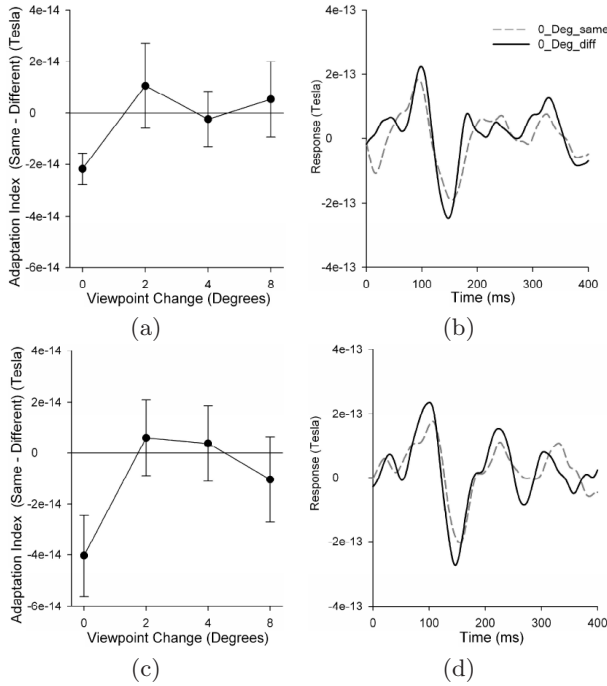 4e-14
2e-14
0
-2e-14
-4e-14
-6e-14
0
2
4
8
Adaptation Index (Same - Different) (Tesla)
Viewpoint Change (Degrees)
(a)
0_Deg_same
0_Deg_diff
4e-13
2e-13
0
-2e-13
-4e-13
0
100
200
300
400
Response (Tesla)
Time (ms)
(b)
4e-14
2e-14
0
-2e-14
-4e-14
-6e-14
0
2
4
8
Adaptation Index (Same - Different) (Tesla)
Viewpoint Change (Degrees)
(c)
4e-13
2e-13
0
-2e-13
-4e-13
0
100
200
300
400
Response (Tesla)
Time (ms)
(d)